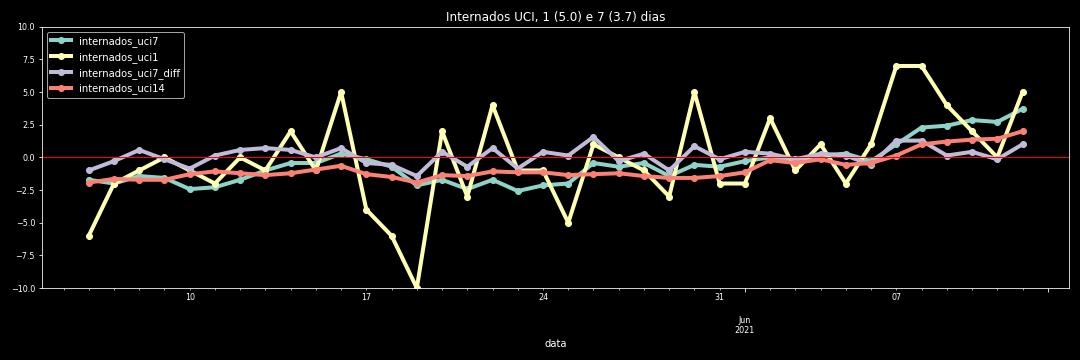 Internados UCI, 1 (5.0) e 7 (3.7) dias
10.0
7.5
5.0
2.5
0.0
−2.5
−5.0
−7.5
−10.0
internados_uci7
internados_uci1
internados_uci7_diff
internados_uci14
10
17
24
31
07
Jun
2021
data